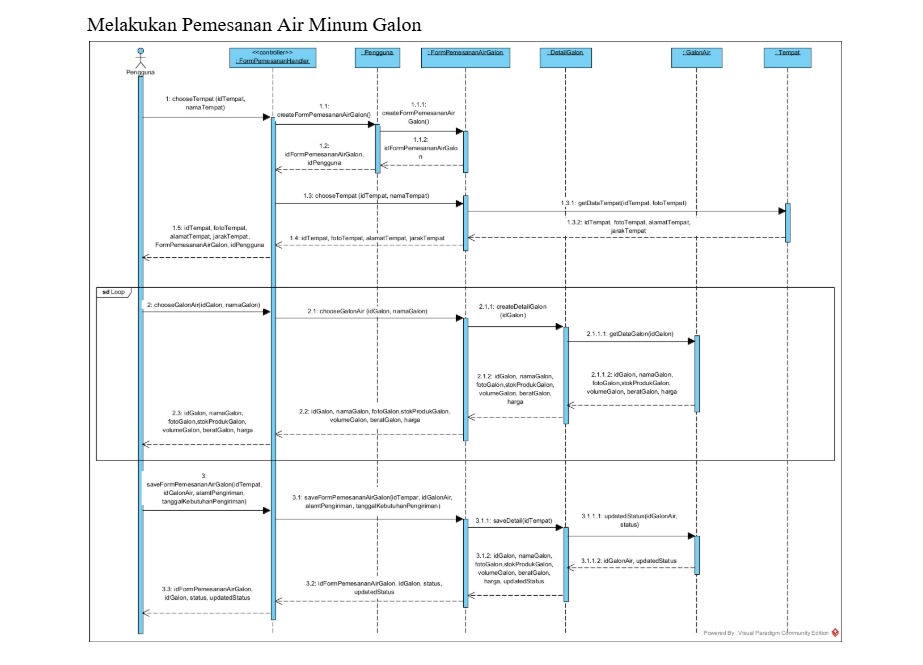 Melakukan Pemesanan Air Minum Galon
<<controller>>
: FormPemesananHandler
: Pengguna
: FormPemesananAirGalon
: DetailGalon
: GalonAir
: Tempat
Pengguna
1: chooseTempat (idTempat,
namaTempat)
1.1:
createFormPemesananAirGalon()
1.1.1:
createFormPemesananAir
Galon()
1.1.2:
idFormPemesananAirGalo
n
1.2:
idFormPemesananAirGalon,
idPengguna
1.3: chooseTempat (idTempat, namaTempat)
1.3.1: getDataTempat(idTempat, fotoTempat)
1.3.2: idTempat, fotoTempat, alamatTempat,
jarakTempat
1.4: idTempat, fotoTempat, alamatTempat, jarakTempat
1.5: idTempat, fotoTempat,
alamatTempat, jarakTempat,
FormPemesananAirGalon, idPengguna
sd Loop
2: chooseGalonAir(idGalon, namaGalon)
2.1: chooseGalonAir (idGalon, namaGalon)
2.1.1: createDetailGalon
(idGalon)
2.1.1.1: getDataGalon(idGalon)
2.1.1.2: idGalon, namaGalon,
fotoGalon,stokProdukGalon,
volumeGalon, beratGalon, harga
2.1.2: idGalon, namaGalon,
fotoGalon,stokProdukGalon,
volumeGalon, beratGalon,
harga
2.2: idGalon, namaGalon, fotoGalon,stokProdukGalon,
volumeGalon, beratGalon, harga
2.3: idGalon, namaGalon,
fotoGalon,stokProdukGalon,
volumeGalon, beratGalon, harga
3:
saveFormPemesananAirGalon(idTempat,
idGalonAir, alamtPengiriman,
tanggalKebutuhanPengiriman)
3.1: saveFormPemesananAirGalon(idTempar, idGalonAir,
alamtPengiriman, tanggalKebutuhanPengiriman)
3.1.1: saveDetail(idTempat)
3.1.1.1: updatedStatus(idGalonAir,
status)
3.1.1.2: idGalonAir, updatedStatus
3.1.2: idGalon, namaGalon,
fotoGalon,stokProdukGalon,
volumeGalon, beratGalon,
harga, updatedStatus
3.2: idFormPemesananAirGalon, idGalon, status,
updatedStatus
3.3: idFormPemesananAirGalon,
idGalon, status, updatedStatus
Powered By : Visual Paradigm Community Edition